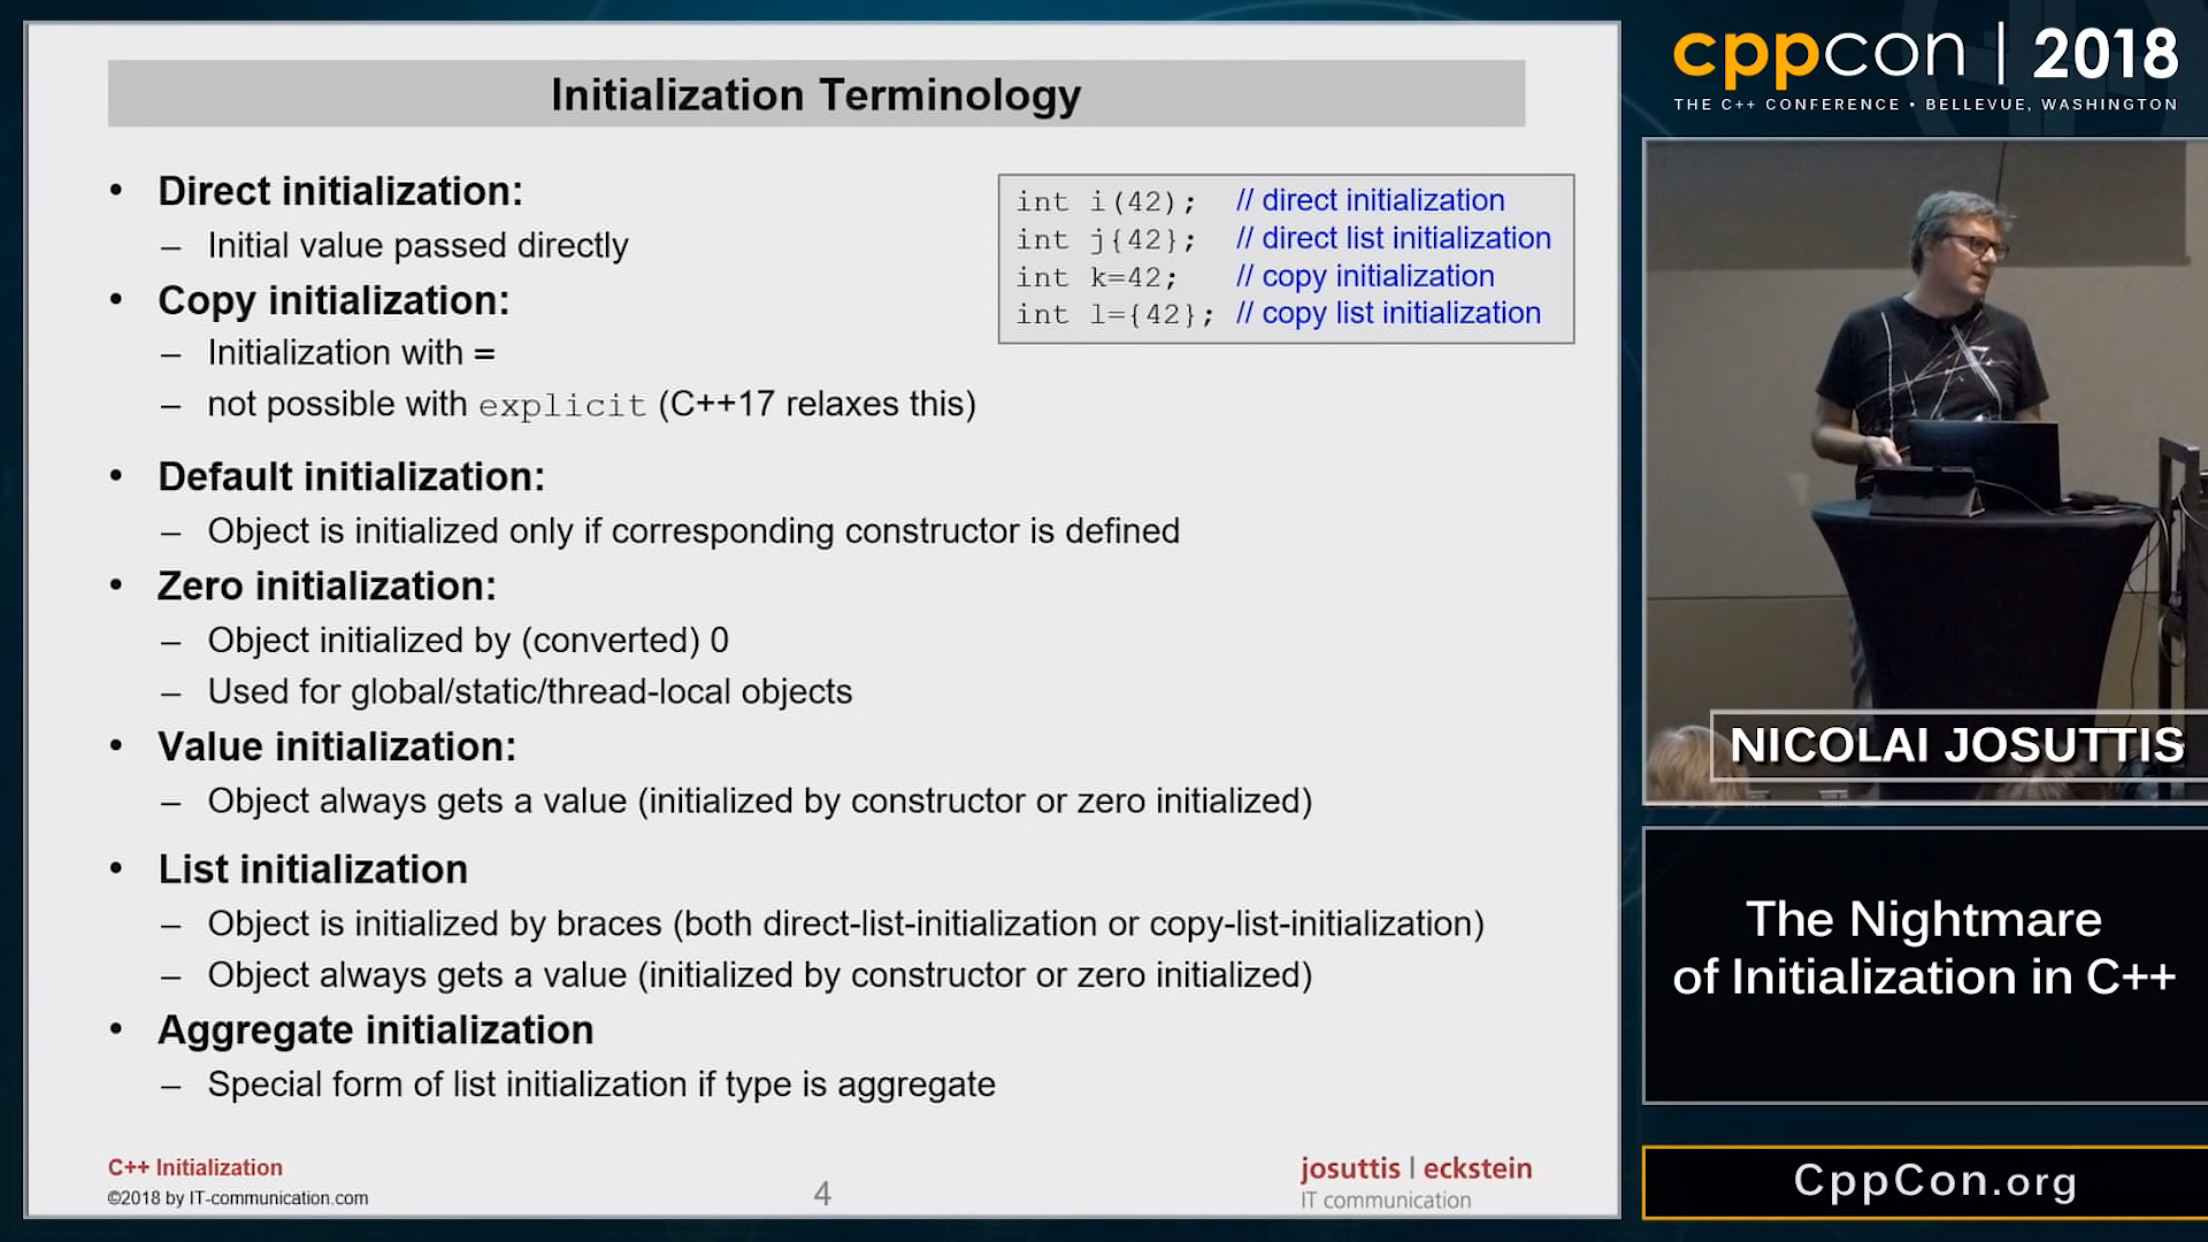 Initialization Terminology
• Direct initialization:
– Initial value passed directly
• Copy initialization:
– Initialization with =
– not possible with explicit (C++17 relaxes this)
int i(42); // direct initialization
int j{42}; // direct list initialization
int k=42; // copy initialization
int l={42}; // copy list initialization
• Default initialization:
– Object is initialized only if corresponding constructor is defined
• Zero initialization:
– Object initialized by (converted) 0
– Used for global/static/thread-local objects
• Value initialization:
– Object always gets a value (initialized by constructor or zero initialized)
• List initialization
– Object is initialized by braces (both direct-list-initialization or copy-list-initialization)
– Object always gets a value (initialized by constructor or zero initialized)
• Aggregate initialization
– Special form of list initialization if type is aggregate
C++ Initialization
©2018 by IT-communication.com
4
josuttis | eckstein
IT communication
cppcon | 2018
THE C++ CONFERENCE • BELLEVUE, WASHINGTON
NICOLAI JOSUTTIS
The Nightmare
of Initialization in C++
CppCon.org